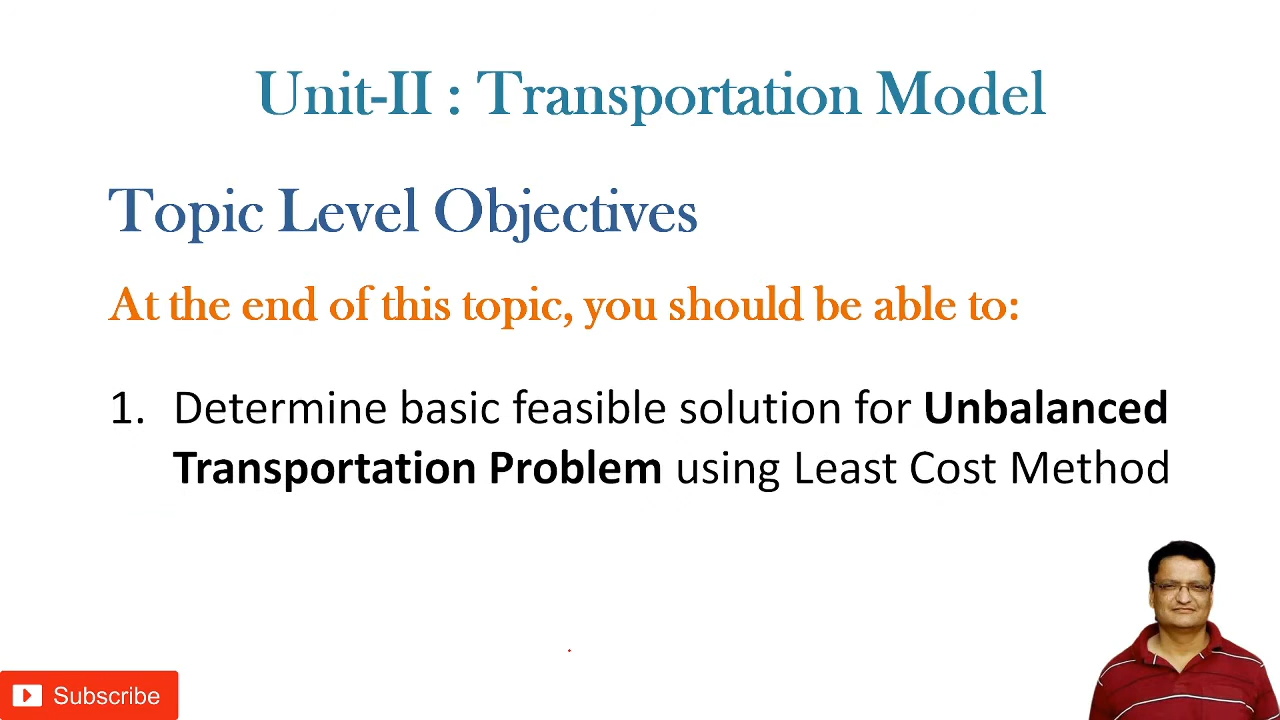 Unit-II : Transportation Model
Topic Level Objectives
At the end of this topic, you should be able to:
1. Determine basic feasible solution for Unbalanced
Transportation Problem using Least Cost Method
Subscribe